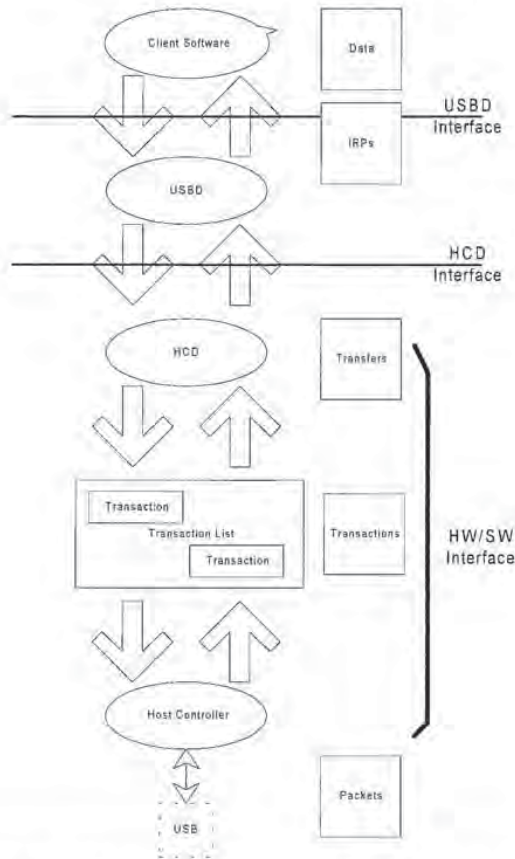 Client Software
Data
USBD
Interface
IRPs
USBD
HCD
Interface
HCD
Transfers
Transaction
Transaction List
Transaction
Transactions
HW/SW
Interface
Host Controller
Packets
USB